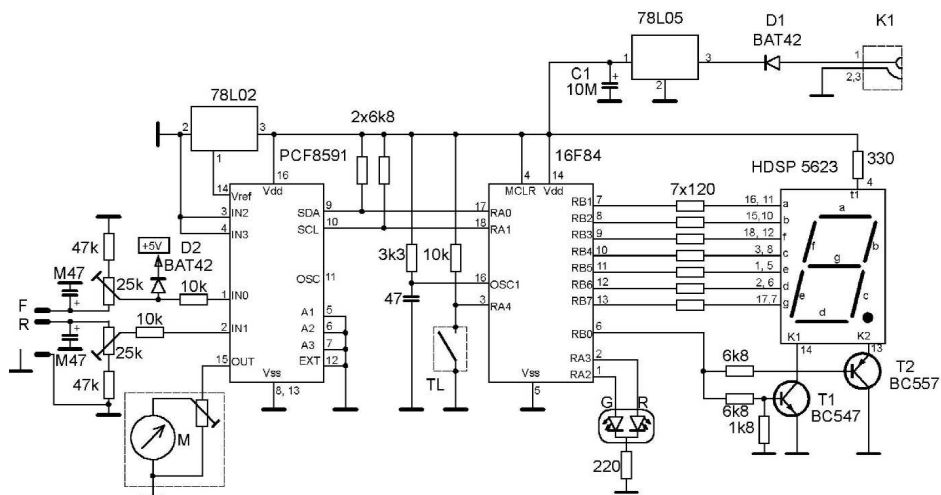 78L05
D1
BAT42
K1
1
3
2
1
2,3
C1
+
10M
78L02
2
3
1
2x6k8
PCF8591
16F84
HDSP 5623
330
16
Vdd
14
Vref
3
IN2
4
IN3
SDA
9
SCL
10
OSC
11
1
IN0
2
IN1
15
OUT
A1
5
A2
6
A3
7
EXT
12
Vss
8, 13
47k
M47
+
25k
+5V
D2
BAT42
10k
F
R
10k
M47
+
25k
47k
M
3k3
10k
47
+
TL
4
MCLR
14
Vdd
17
RA0
18
RA1
16
OSC1
3
RA4
Vss
5
RB1
7
RB2
8
RB3
9
RB4
10
RB5
11
RB6
12
RB7
13
RB0
6
RA3
2
RA2
1
7x120
16, 11
a
15,10
b
18, 12
f
3, 8
c
1, 5
e
2, 6
d
17,7
g
4
t1
a
f
b
g
e
c
d
K1
K2
14
13
G
R
220
6k8
6k8
1k8
T1
BC547
T2
BC557